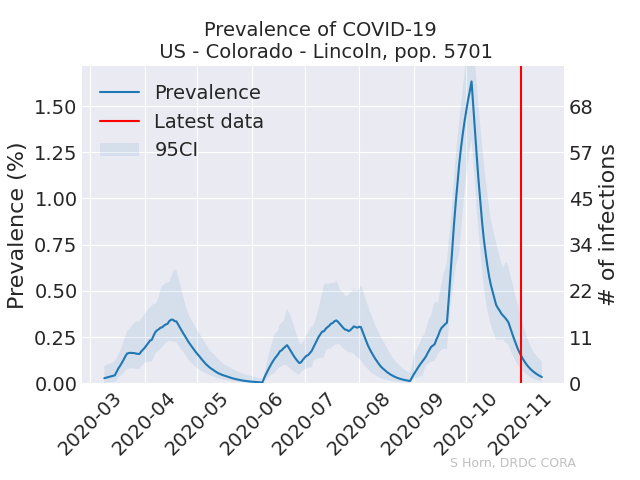 Prevalence of COVID-19
US - Colorado - Lincoln, pop. 5701
Prevalence
Latest data
95CI
Prevalence (%)
1.50
1.25
1.00
0.75
0.50
0.25
0.00
68
57
45
34
22
11
0
# of infections
2020-03
2020-04
2020-05
2020-06
2020-07
2020-08
2020-09
2020-10
2020-11
S Horn, DRDC CORA